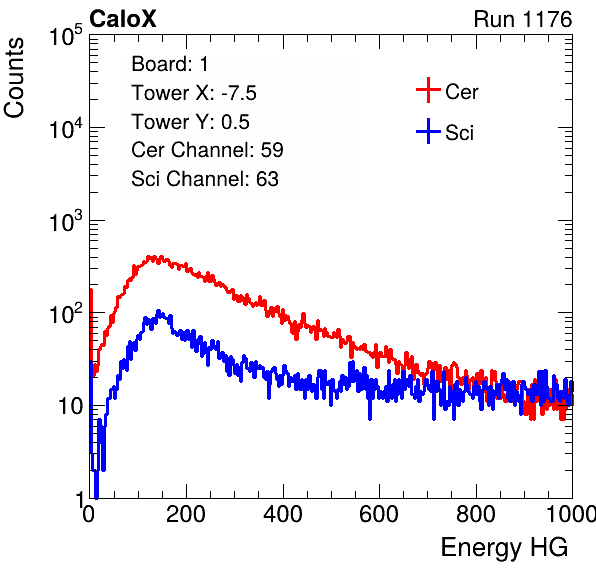 CaloX Run 1176
Counts
10^5
10^4
10^3
10^2
10
1
Board: 1
Tower X: -7.5
Tower Y: 0.5
Cer Channel: 59
Sci Channel: 63
Cer
Sci
0 200 400 600 800 1000
Energy HG